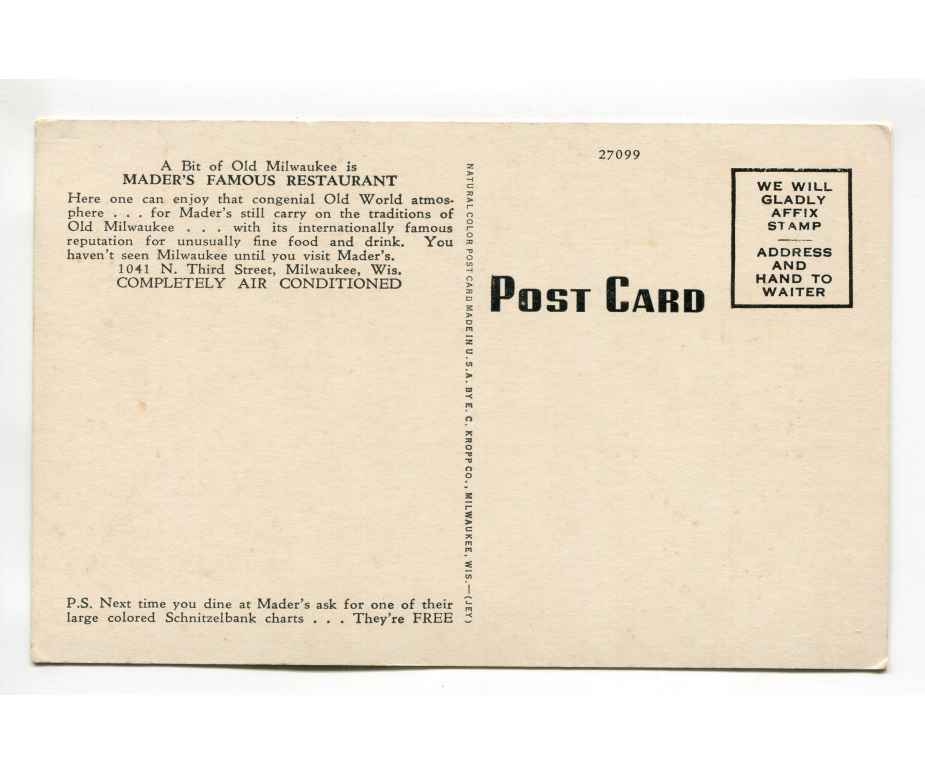 A Bit of Old Milwaukee is
MADER'S FAMOUS RESTAURANT
Here one can enjoy that congenial Old World atmos-
phere . . . for Mader's still carry on the traditions of
Old Milwaukee . . . with its internationally famous
reputation for unusually fine food and drink. You
haven't seen Milwaukee until you visit Mader's.
1041 N. Third Street, Milwaukee, Wis.
COMPLETELY AIR CONDITIONED
P.S. Next time you dine at Mader's ask for one of their
large colored Schnitzelbank charts . . . They're FREE
NATURAL COLOR POST CARD MADE IN U.S.A. BY E. C. KROPP CO., MILWAUKEE, WIS.—(JEY)
27099
POST CARD
WE WILL
GLADLY
AFFIX
STAMP
ADDRESS
AND
HAND TO
WAITER